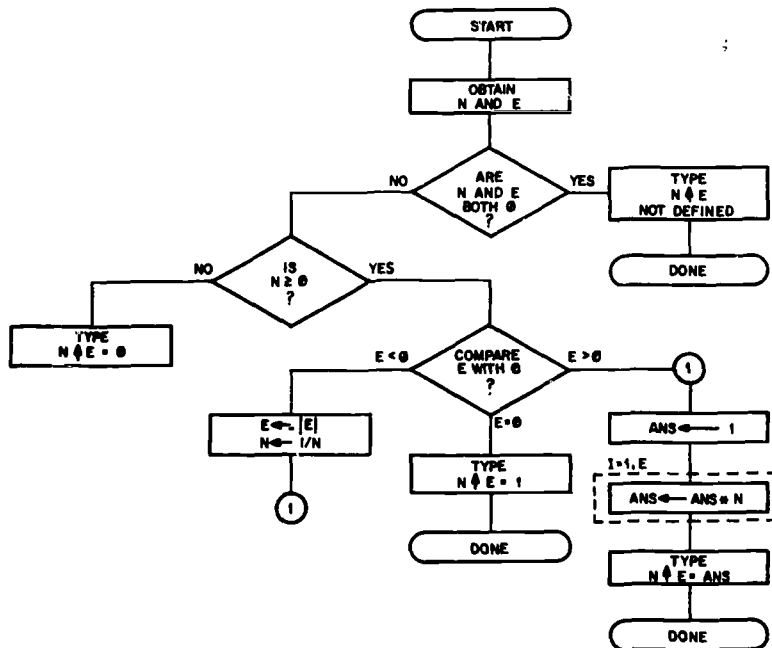 START
OBTAIN
N AND E
ARE
N AND E
BOTH 0
?
NO
YES
TYPE
N ↑ E
NOT DEFINED
DONE
IS
N ≥ 0
?
NO
YES
TYPE
N ↑ E = 0
COMPARE
E WITH 0
?
E < 0
E > 0
E = 0
1
E ← |E|
N ← 1/N
1
TYPE
N ↑ E = 1
DONE
ANS ← 1
I = 1, E
ANS ← ANS * N
TYPE
N ↑ E = ANS
DONE